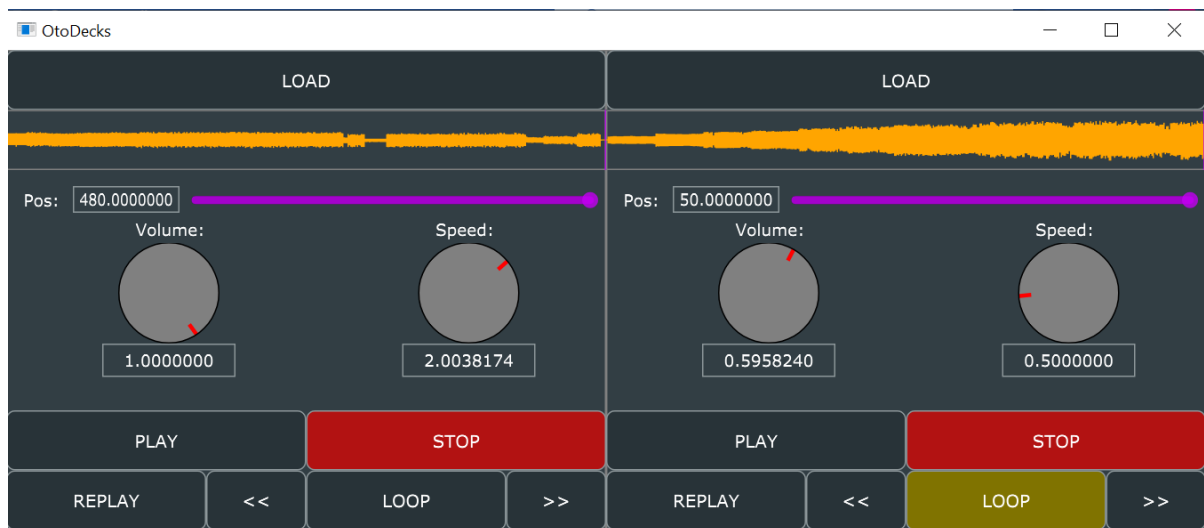 OtoDecks
LOAD LOAD
Pos: 480.0000000 Pos: 50.0000000
Volume: Speed: Volume: Speed:
1.0000000 2.0038174 0.5958240 0.5000000
PLAY STOP PLAY STOP
REPLAY << LOOP >> REPLAY << LOOP >>